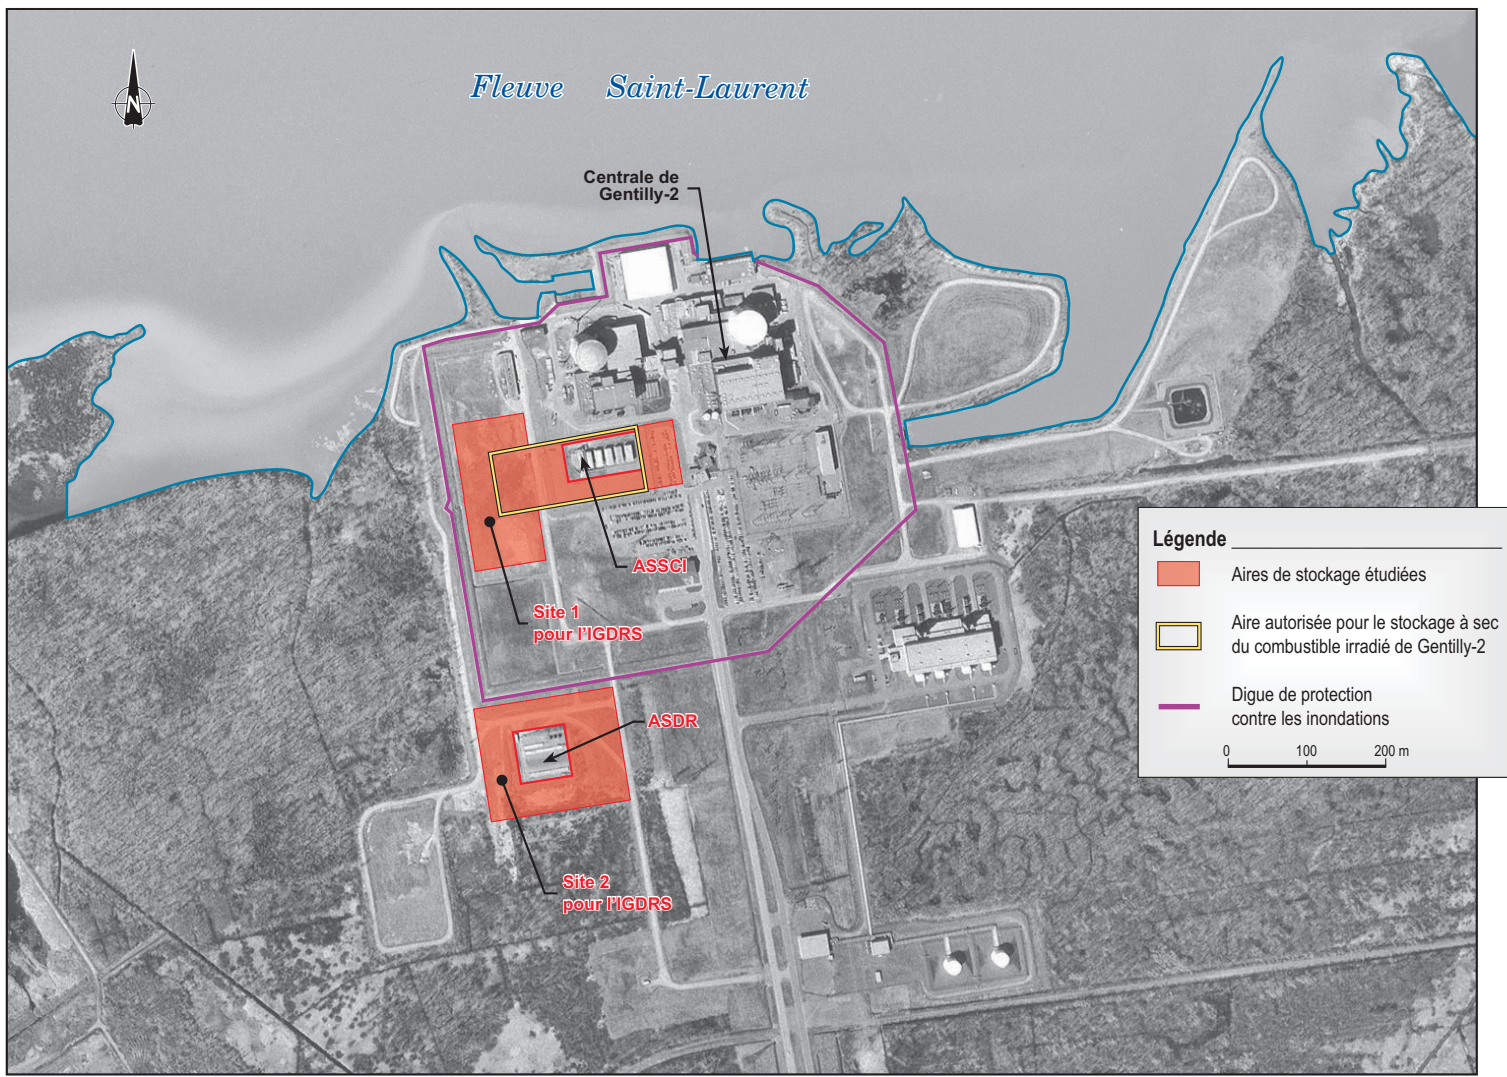 Fleuve Saint-Laurent
N
Centrale de
Gentilly-2
ASSCI
Site 1
pour l'IGDRS
ASDR
Site 2
pour l'IGDRS
Légende
Aires de stockage étudiées
Aire autorisée pour le stockage à sec
du combustible irradié de Gentilly-2
Digue de protection
contre les inondations
0 100 200 m